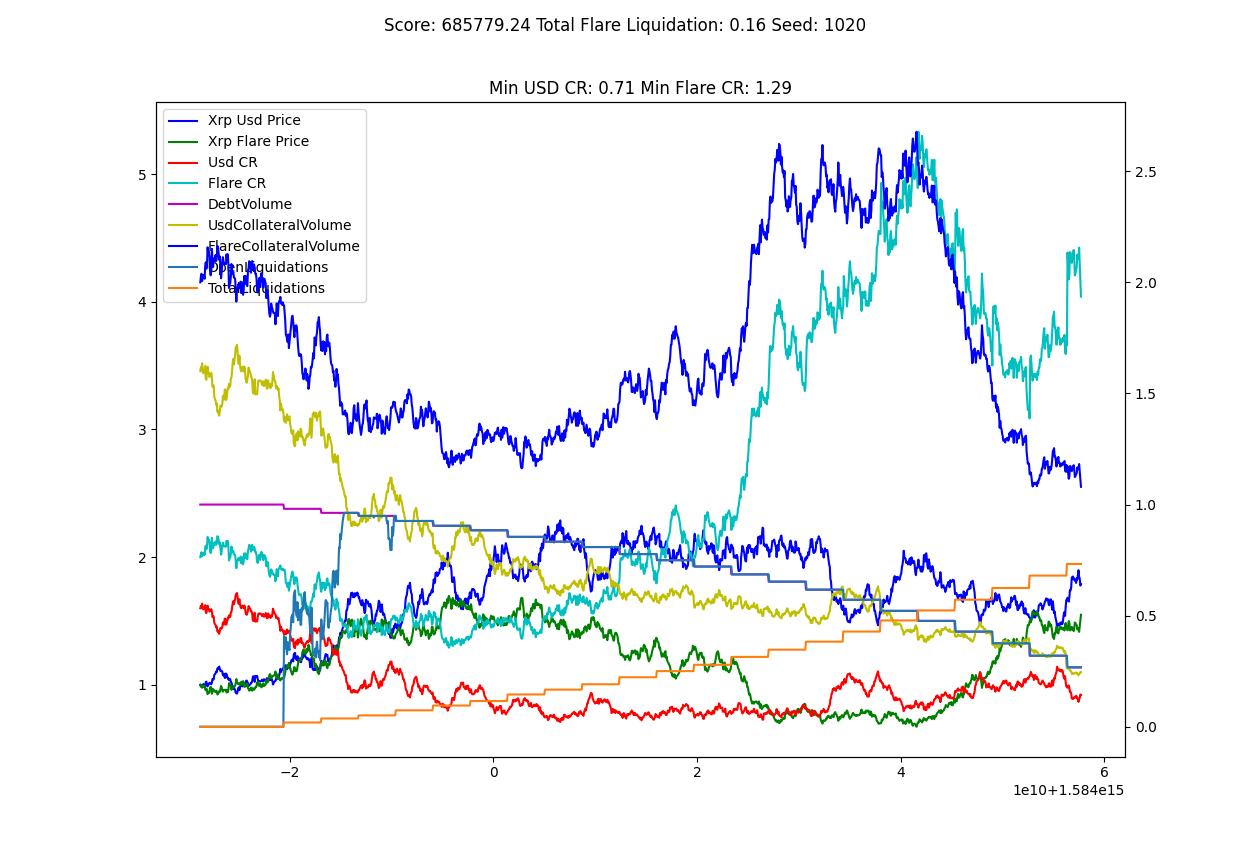 Score: 685779.24 Total Flare Liquidation: 0.16 Seed: 1020
Min USD CR: 0.71 Min Flare CR: 1.29
Xrp Usd Price
Xrp Flare Price
Usd CR
Flare CR
DebtVolume
UsdCollateralVolume
FlareCollateralVolume
OpenLiquidations
TotalLiquidations
5
4
3
2
1
2.5
2.0
1.5
1.0
0.5
0.0
−2
0
2
4
6
1e10+1.584e15